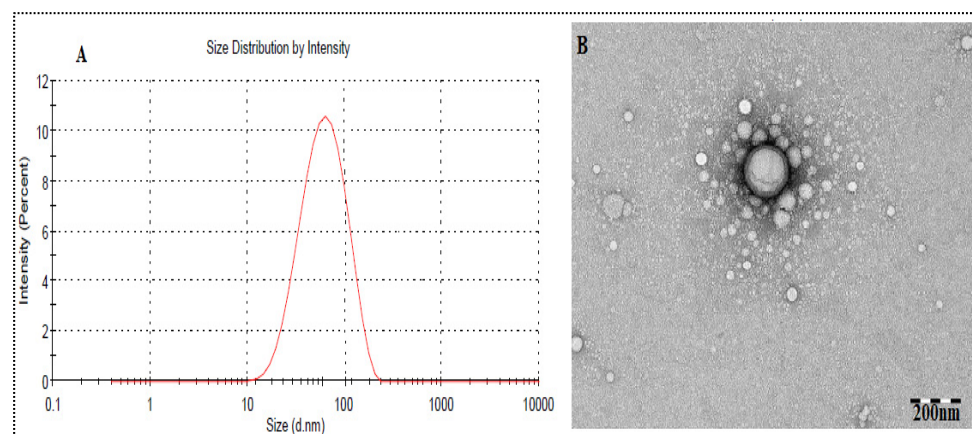 A
Size Distribution by Intensity
Intensity (Percent)
12
10
8
6
4
2
0
0.1 1 10 100 1000 10000
Size (d.nm)
B
200nm